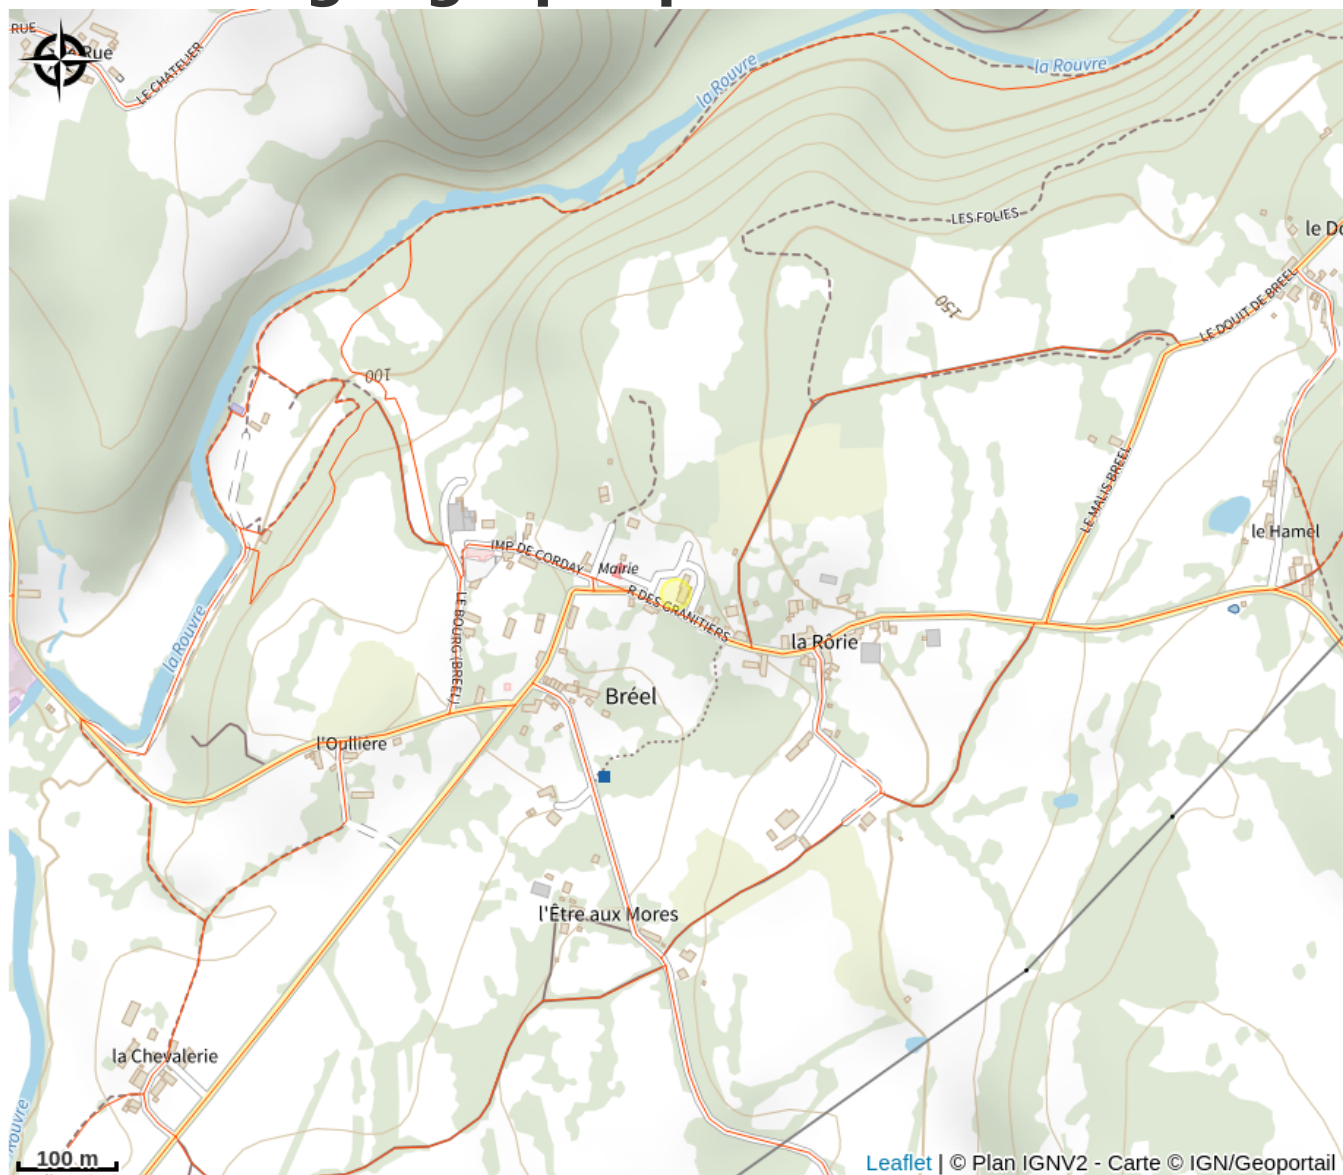 RUE
Rue
LE CHATELIER
la Rouvre
la Rouvre
LES FOLIES
le Do
150
LE DOUIT DE BREEL
100
LE MALIS BREEL
le Hamel
IMP DE CORDAY
Mairie
R DES GRANITIERS
LE BOURG (BREEL)
la Rôrie
la Rouvre
Bréel
l'Oullière
l'Être aux Mores
la Chevalerie
Rouvre
100 m
Leaflet | © Plan IGNV2 - Carte © IGN/Geoportail